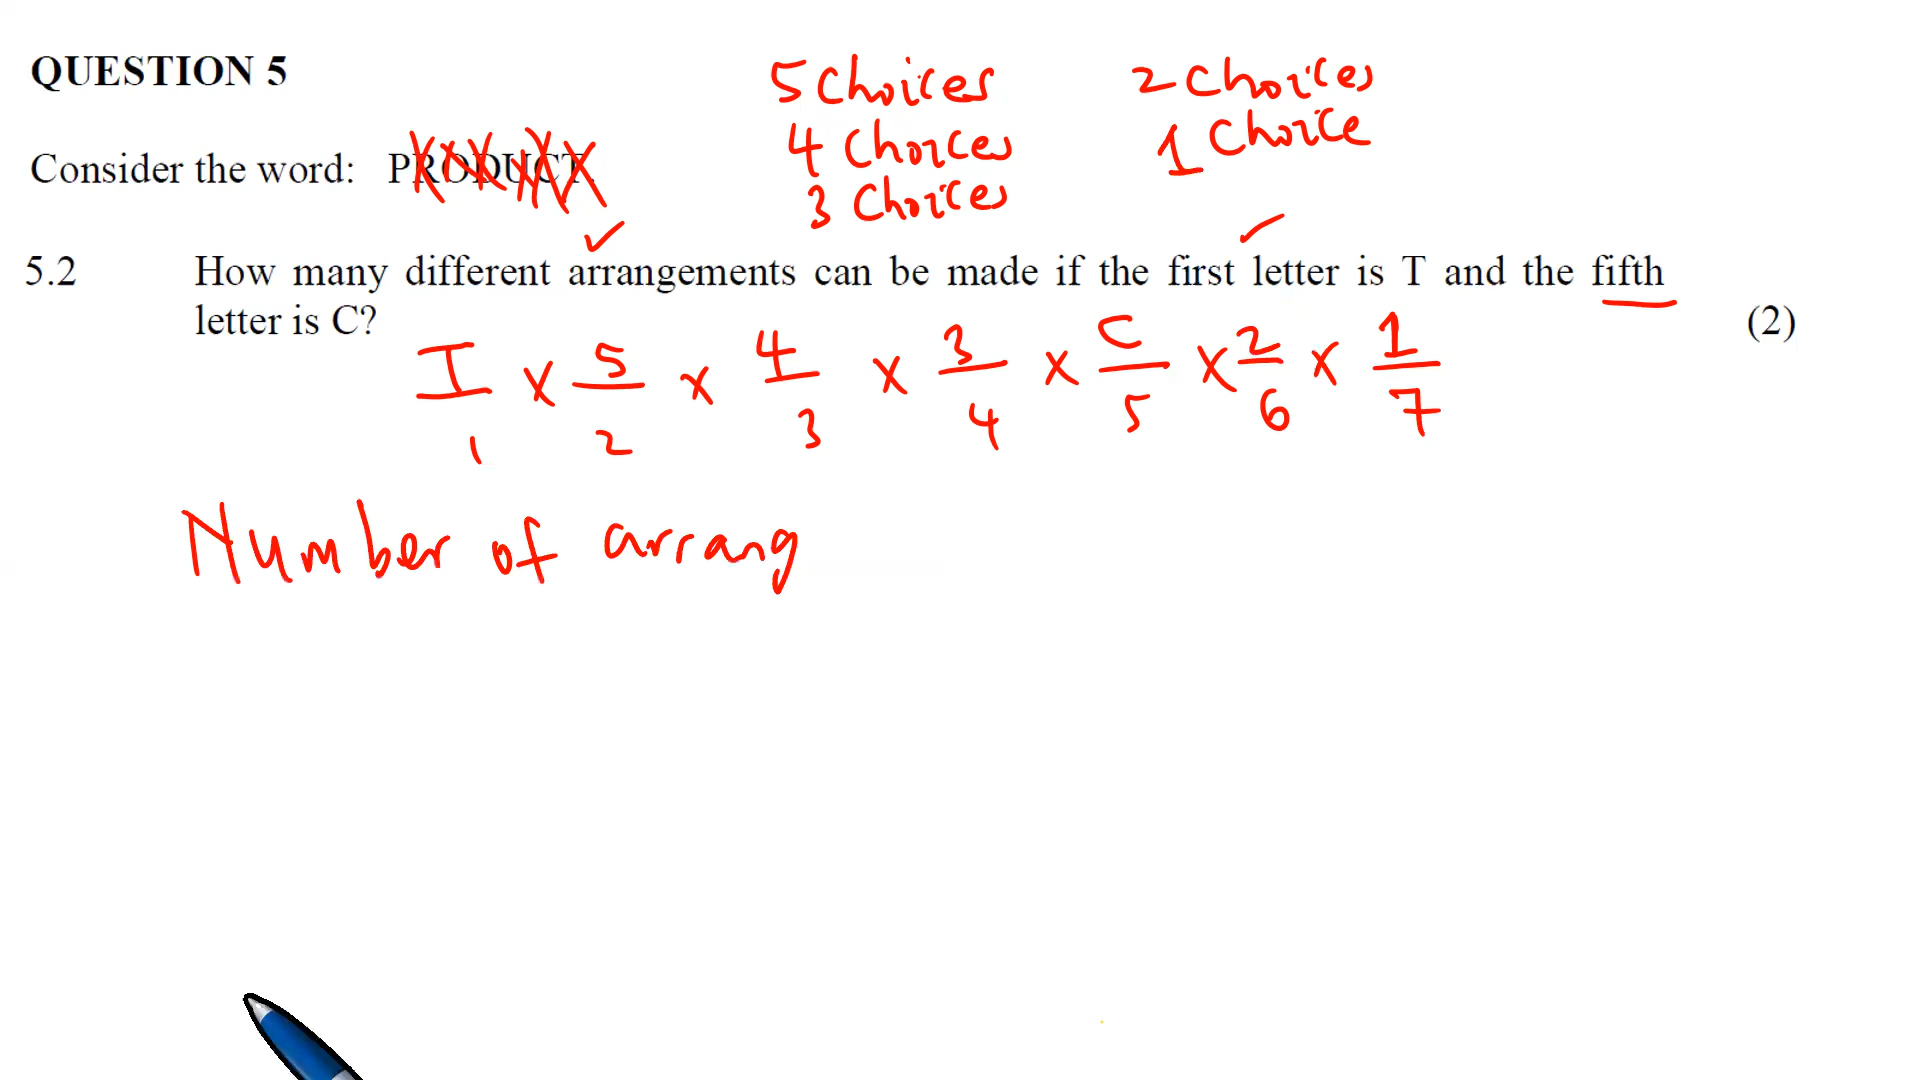 QUESTION 5
5 Choices
2 Choices
4 Choices
1 Choice
Consider the word: PRODUCT.
3 Choices
5.2 How many different arrangements can be made if the first letter is T and the fifth
letter is C? (2)
T × 5 × 4 × 3 × C × 2 × 1
1 2 3 4 5 6 7
Number of arrang